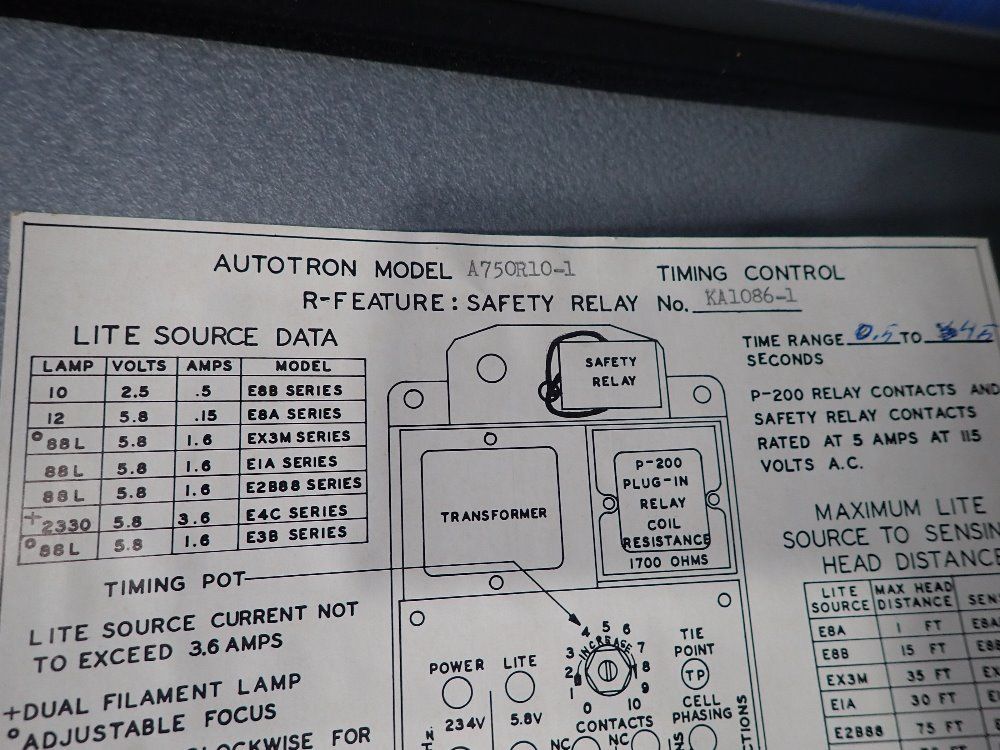 AUTOTRON MODEL A750R10-1 TIMING CONTROL
R-FEATURE: SAFETY RELAY No. KA1086-1
LITE SOURCE DATA
LAMP VOLTS AMPS MODEL
10 2.5 .5 E8B SERIES
12 5.8 .15 E8A SERIES
°88L 5.8 1.6 EX3M SERIES
88L 5.8 1.6 E1A SERIES
88L 5.8 1.6 E2B88 SERIES
+2330 5.8 3.6 E4C SERIES
°88L 5.8 1.6 E3B SERIES
TIMING POT
LITE SOURCE CURRENT NOT
TO EXCEED 3.6 AMPS
+DUAL FILAMENT LAMP
°ADJUSTABLE FOCUS
CLOCKWISE FOR
SAFETY
RELAY
TRANSFORMER
P-200
PLUG-IN
RELAY
COIL
RESISTANCE
1700 OHMS
POWER
234V
LITE
5.8V
0 1 2 3 4 5 6 7 8 9 10
INCREASE
TIE
POINT
TP
CELL
PHASING
CONTACTS
NC NC
TIME RANGE 0.5 TO 45
SECONDS
P-200 RELAY CONTACTS AND
SAFETY RELAY CONTACTS
RATED AT 5 AMPS AT 115
VOLTS A.C.
MAXIMUM LITE
SOURCE TO SENSIN
HEAD DISTANCE
LITE SOURCE MAX HEAD DISTANCE SEN
E8A 1 FT E8A
E8B 15 FT E8B
EX3M 35 FT EX
E1A 30 FT E
E2B88 75 FT